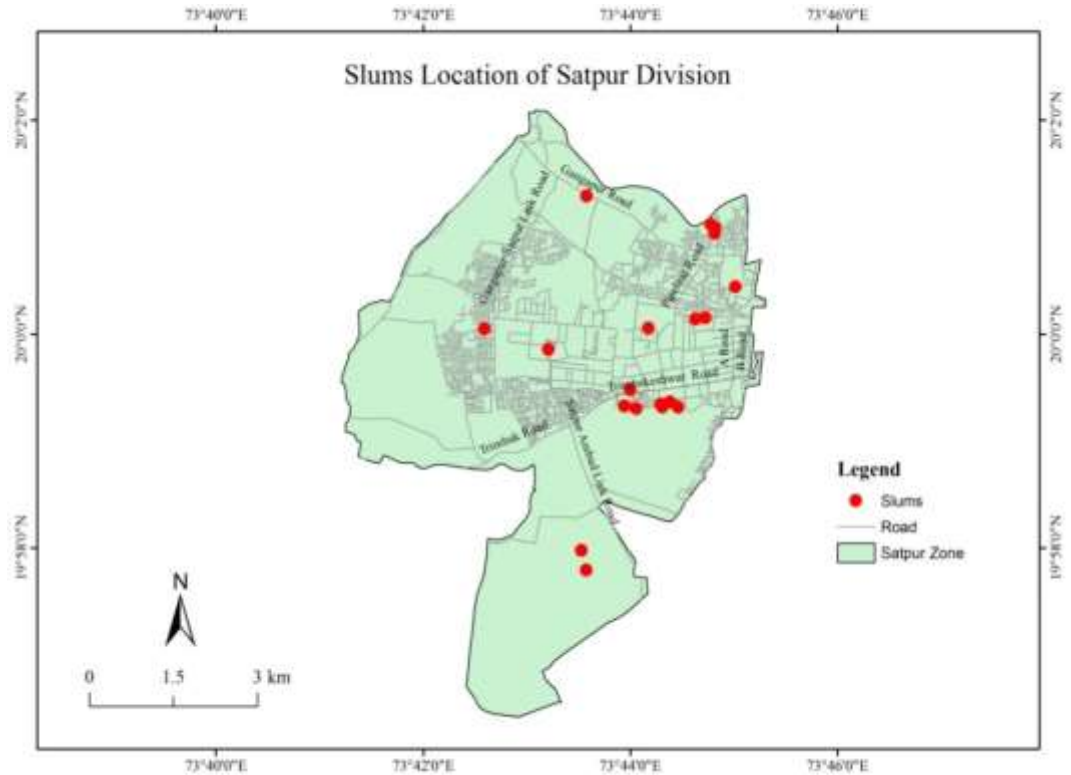 73°40'0"E 73°42'0"E 73°44'0"E 73°46'0"E
Slums Location of Satpur Division
20°2'0"N 20°2'0"N
Gangapur Road
Gangapur-Satpur Link Road
Road
20°0'0"N 20°0'0"N
A Road
B Road
Road
Trimbak Road
Satpur Ambad Link Road
Legend
Slums
Road
Satpur Zone
19°58'0"N 19°58'0"N
N
0 1.5 3 km
73°40'0"E 73°42'0"E 73°44'0"E 73°46'0"E